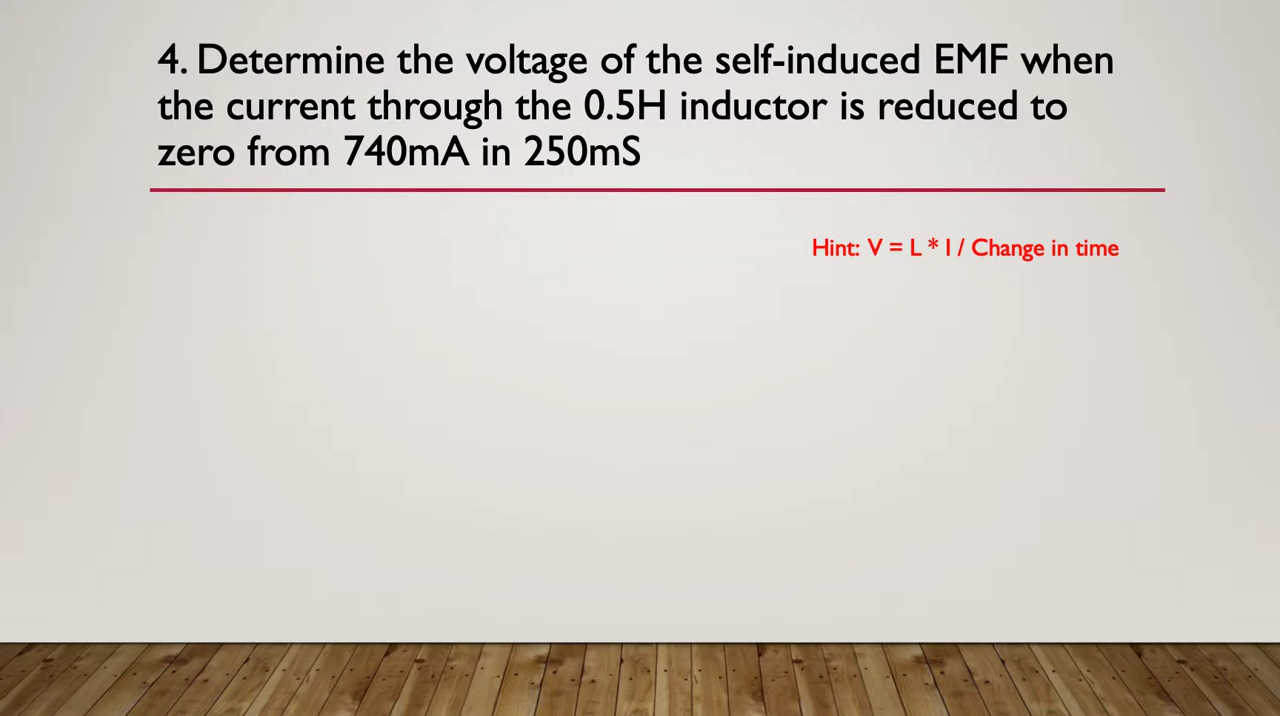 4. Determine the voltage of the self-induced EMF when
the current through the 0.5H inductor is reduced to
zero from 740mA in 250mS
Hint: V = L * I / Change in time